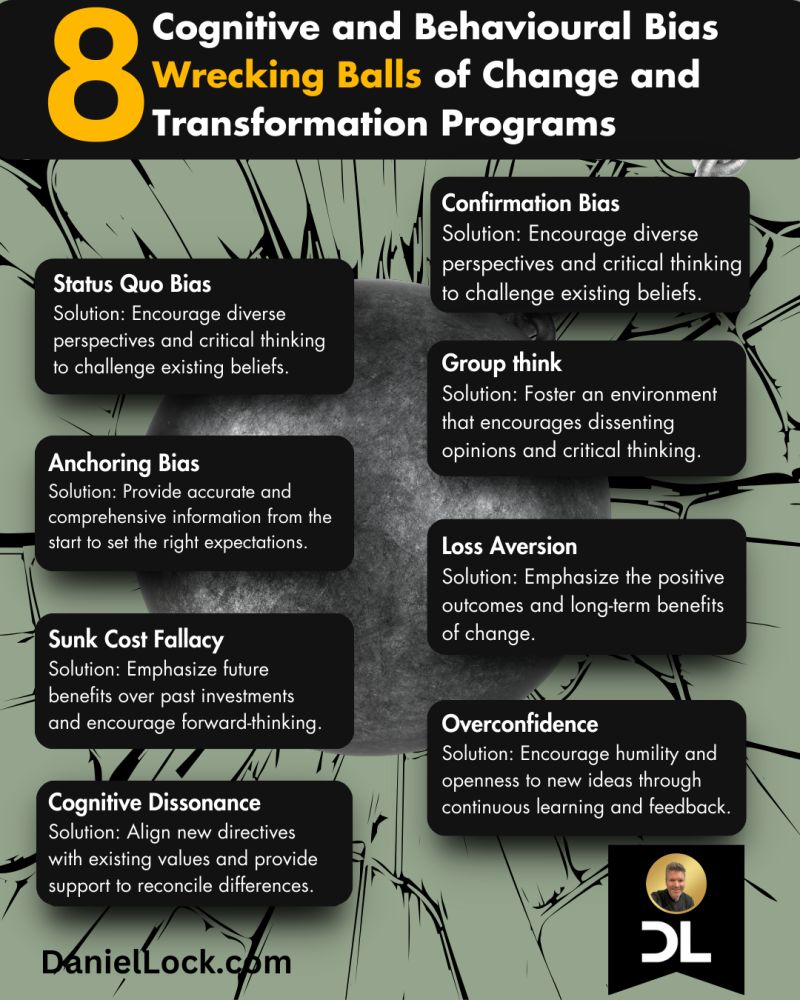 8
Cognitive and Behavioural Bias
Wrecking Balls of Change and
Transformation Programs
Status Quo Bias
Solution: Encourage diverse
perspectives and critical thinking
to challenge existing beliefs.
Anchoring Bias
Solution: Provide accurate and
comprehensive information from the
start to set the right expectations.
Sunk Cost Fallacy
Solution: Emphasize future
benefits over past investments
and encourage forward-thinking.
Cognitive Dissonance
Solution: Align new directives
with existing values and provide
support to reconcile differences.
Confirmation Bias
Solution: Encourage diverse
perspectives and critical thinking
to challenge existing beliefs.
Group think
Solution: Foster an environment
that encourages dissenting
opinions and critical thinking.
Loss Aversion
Solution: Emphasize the positive
outcomes and long-term benefits
of change.
Overconfidence
Solution: Encourage humility and
openness to new ideas through
continuous learning and feedback.
DanielLock.com
DL